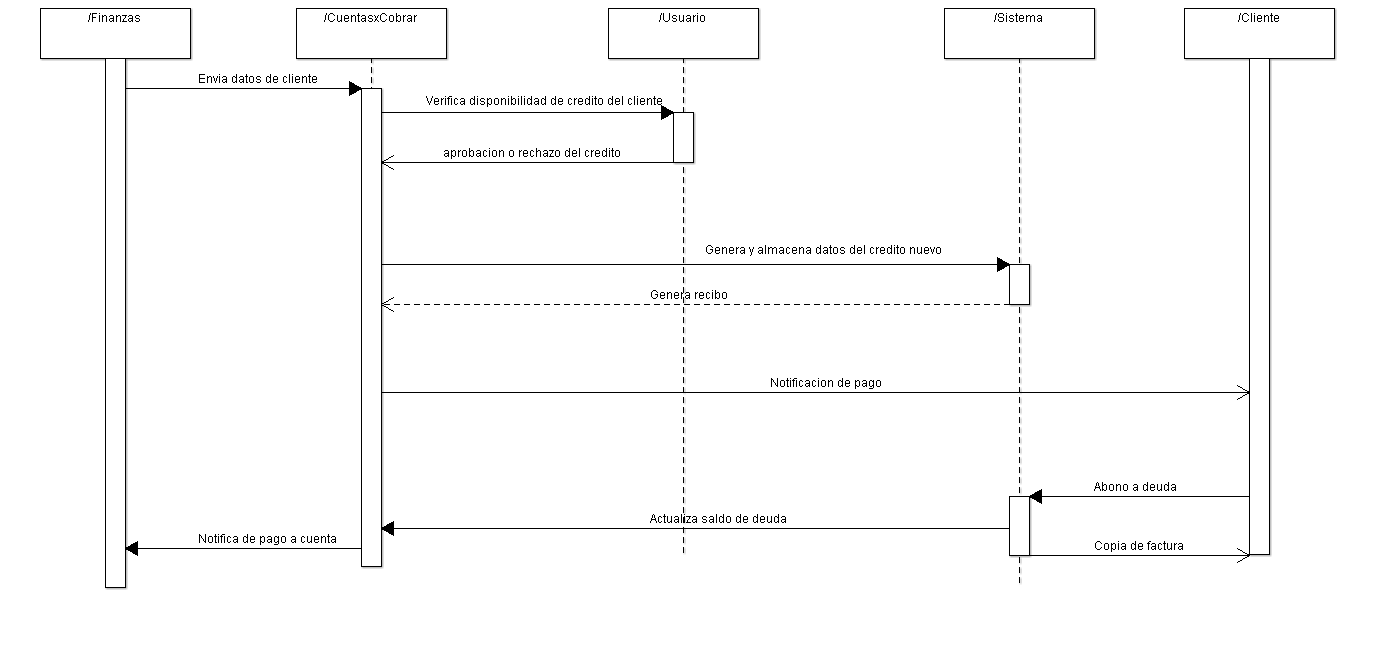 /Finanzas
/CuentasxCobrar
/Usuario
/Sistema
/Cliente
Envia datos de cliente
Verifica disponibilidad de credito del cliente
aprobacion o rechazo del credito
Genera y almacena datos del credito nuevo
Genera recibo
Notificacion de pago
Abono a deuda
Actualiza saldo de deuda
Notifica de pago a cuenta
Copia de factura